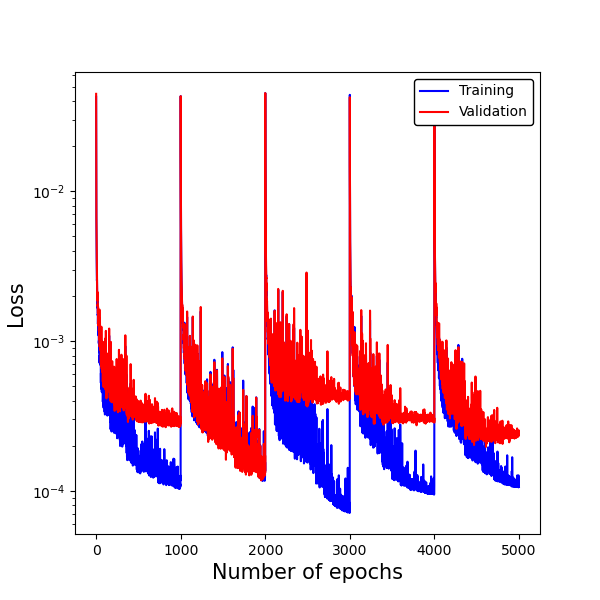 Training
Validation
Loss
10⁻²
10⁻³
10⁻⁴
0 1000 2000 3000 4000 5000
Number of epochs